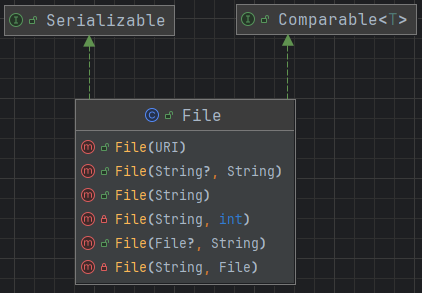 Serializable
Comparable<T>
File
File(URI)
File(String?, String)
File(String)
File(String, int)
File(File?, String)
File(String, File)